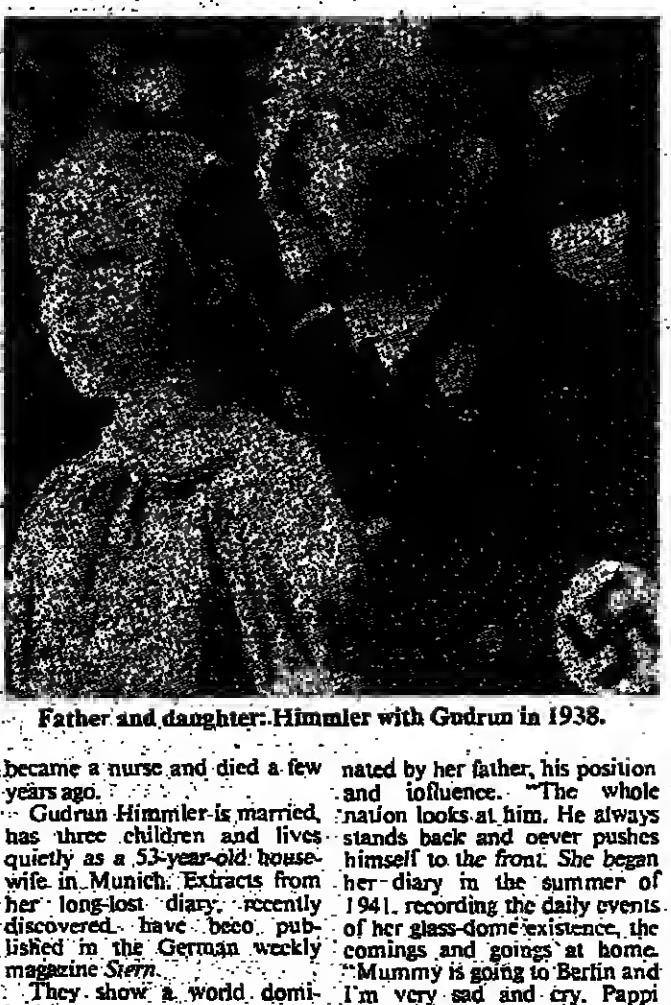 Father and daughter: Himmler with Gudrun in 1938.
became a nurse and died a few
years ago.
Gudrun Himmler is married,
has three children and lives
quietly as a 53-year-old house-
wife in Munich. Extracts from
her long-lost diary, recently
discovered, have beco pub-
lished in the German weekly
magazine Stern.
They show a world domi-
nated by her father, his position
and iofluence. "The whole
nation looks at him. He always
stands back and oever pushes
himself to the front. She began
her diary in the summer of
1941, recording the daily events
of her glass-dome existence, the
comings and goings at home.
"Mummy is going to Berlin and
I'm very sad and cry. Pappi